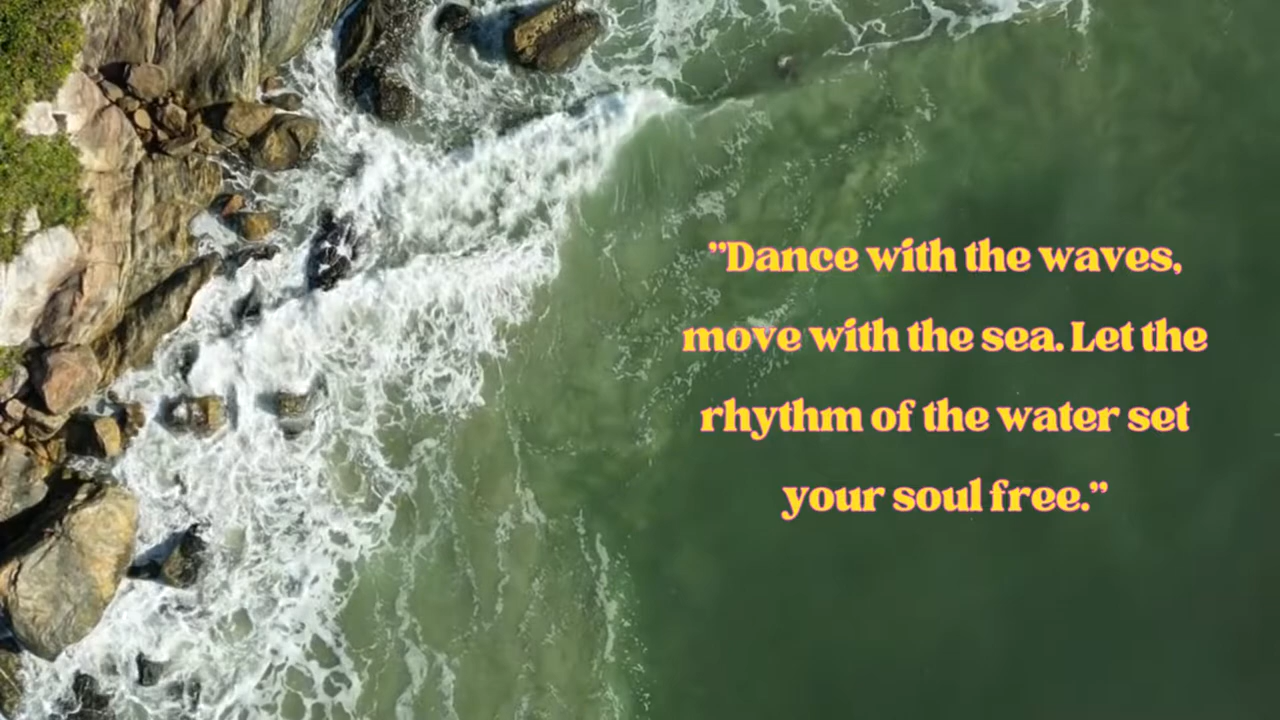 ”Dance with the waves,
move with the sea. Let the
rhythm of the water set
your soul free.”